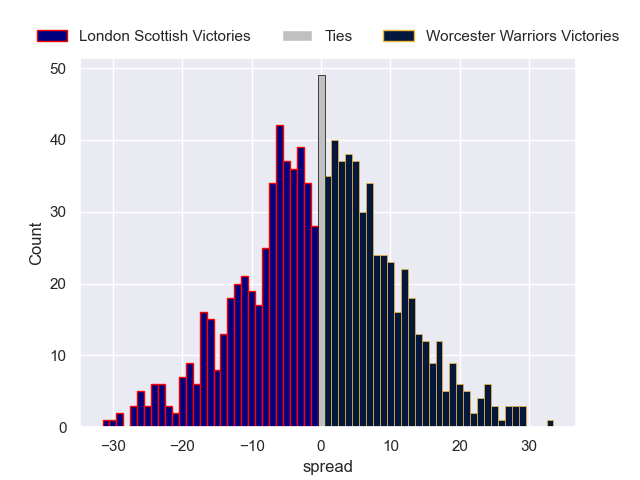 London Scottish Victories Ties Worcester Warriors Victories
50
40
30
20
10
0
Count
−30 −20 −10 0 10 20 30
spread